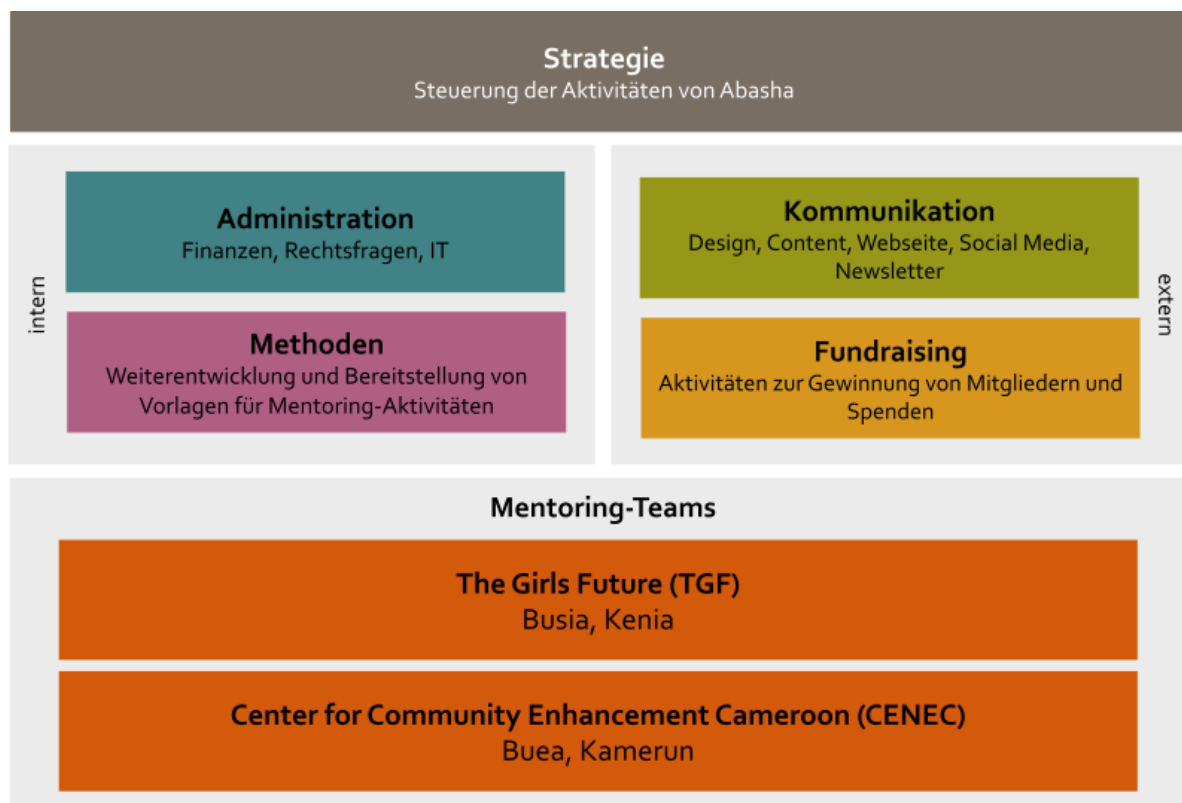 Strategie
Steuerung der Aktivitäten von Abasha
intern
Administration
Finanzen, Rechtsfragen, IT
Methoden
Weiterentwicklung und Bereitstellung von
Vorlagen für Mentoring-Aktivitäten
Kommunikation
Design, Content, Webseite, Social Media,
Newsletter
Fundraising
Aktivitäten zur Gewinnung von Mitgliedern und
Spenden
extern
Mentoring-Teams
The Girls Future (TGF)
Busia, Kenia
Center for Community Enhancement Cameroon (CENEC)
Buea, Kamerun